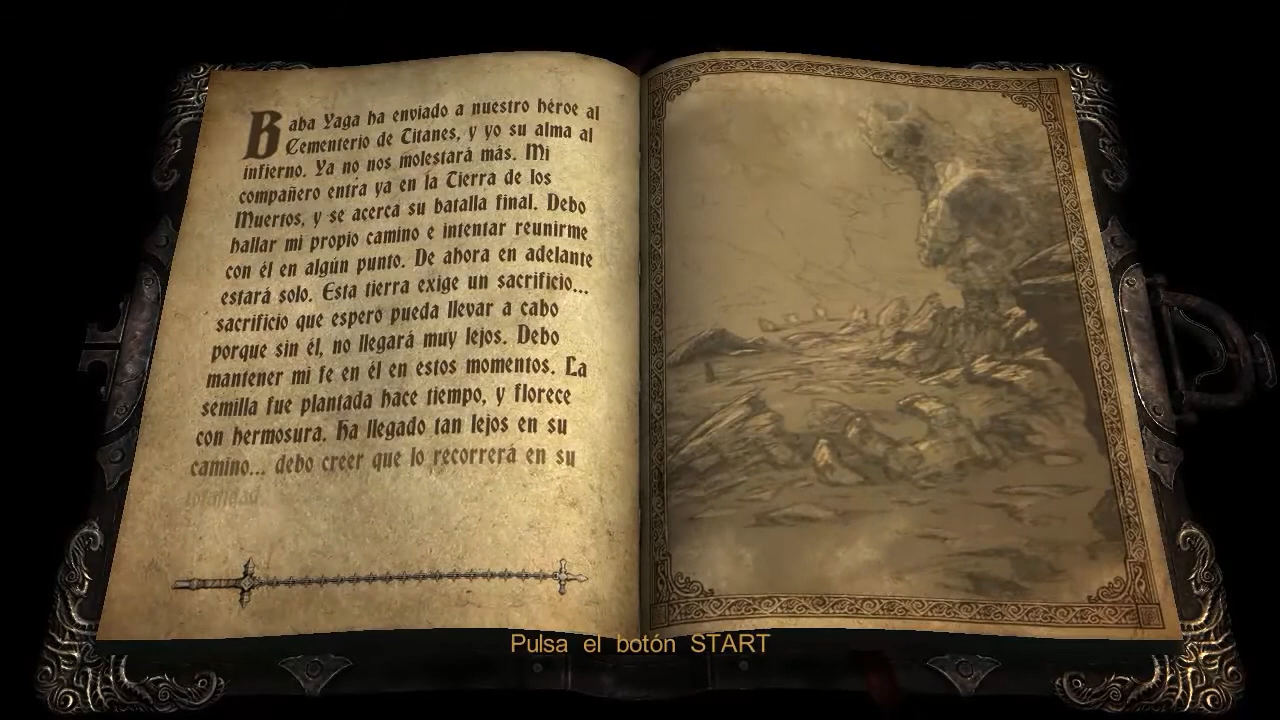 Baba Yaga ha enviado a nuestro héroe al
Cementerio de Titanes, y yo su alma al
infierno. Ya no nos molestará más. Mi
compañero entra ya en la Tierra de los
Muertos, y se acerca su batalla final. Debo
hallar mi propio camino e intentar reunirme
con él en algún punto. De ahora en adelante
estará solo. Esta tierra exige un sacrificio...
sacrificio que espero pueda llevar a cabo
porque sin él, no llegará muy lejos. Debo
mantener mi fe en él en estos momentos. La
semilla fue plantada hace tiempo, y florece
con hermosura. Ha llegado tan lejos en su
camino... debo creer que lo recorrerá en su
totalidad.
Pulsa el botón START